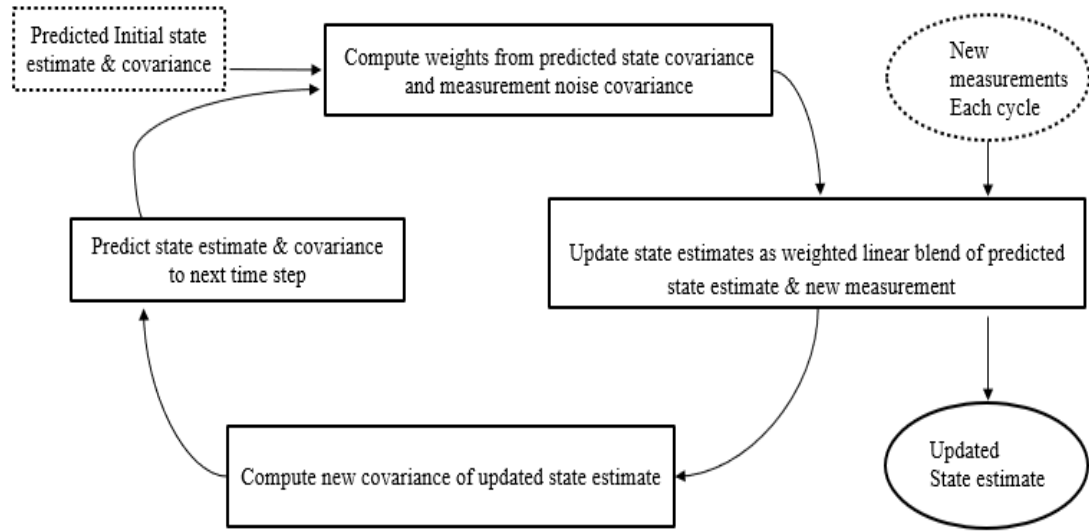 Predicted Initial state
estimate & covariance
Compute weights from predicted state covariance
and measurement noise covariance
New
measurements
Each cycle
Predict state estimate & covariance
to next time step
Update state estimates as weighted linear blend of predicted
state estimate & new measurement
Compute new covariance of updated state estimate
Updated
State estimate